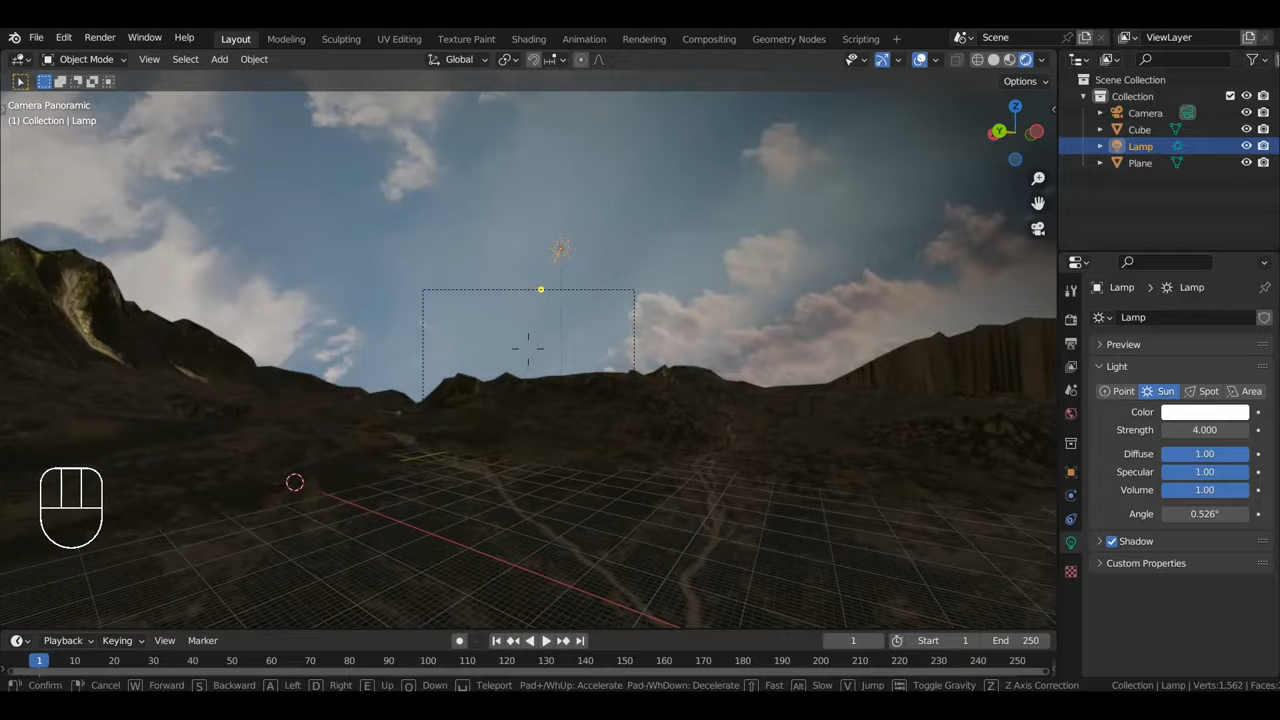 File Edit Render Window Help Layout Modeling Sculpting UV Editing Texture Paint Shading Animation Rendering Compositing Geometry Nodes Scripting + Scene ViewLayer
Object Mode View Select Add Object Global
Options
Camera Panoramic
(1) Collection | Lamp
Z
Y
Scene Collection
Collection
Camera
Cube
Lamp
Plane
Lamp > Lamp
Lamp
Preview
Light
Point Sun Spot Area
Color
Strength 4.000
Diffuse 1.00
Specular 1.00
Volume 1.00
Angle 0.526°
Shadow
Custom Properties
Playback Keying View Marker 1 Start 1 End 250
1 10 20 30 40 50 60 70 80 90 100 110 120 130 140 150 160 170 180 190 200 210 220 230 240 250
Confirm Cancel W Forward S Backward A Left D Right E Up Q Down Teleport Pad+/WhUp: Accelerate Pad-/WhDown: Decelerate Fast Alt Slow V Jump Toggle Gravity Z Z Axis Correction Collection | Lamp | Verts:1,562 | Faces: